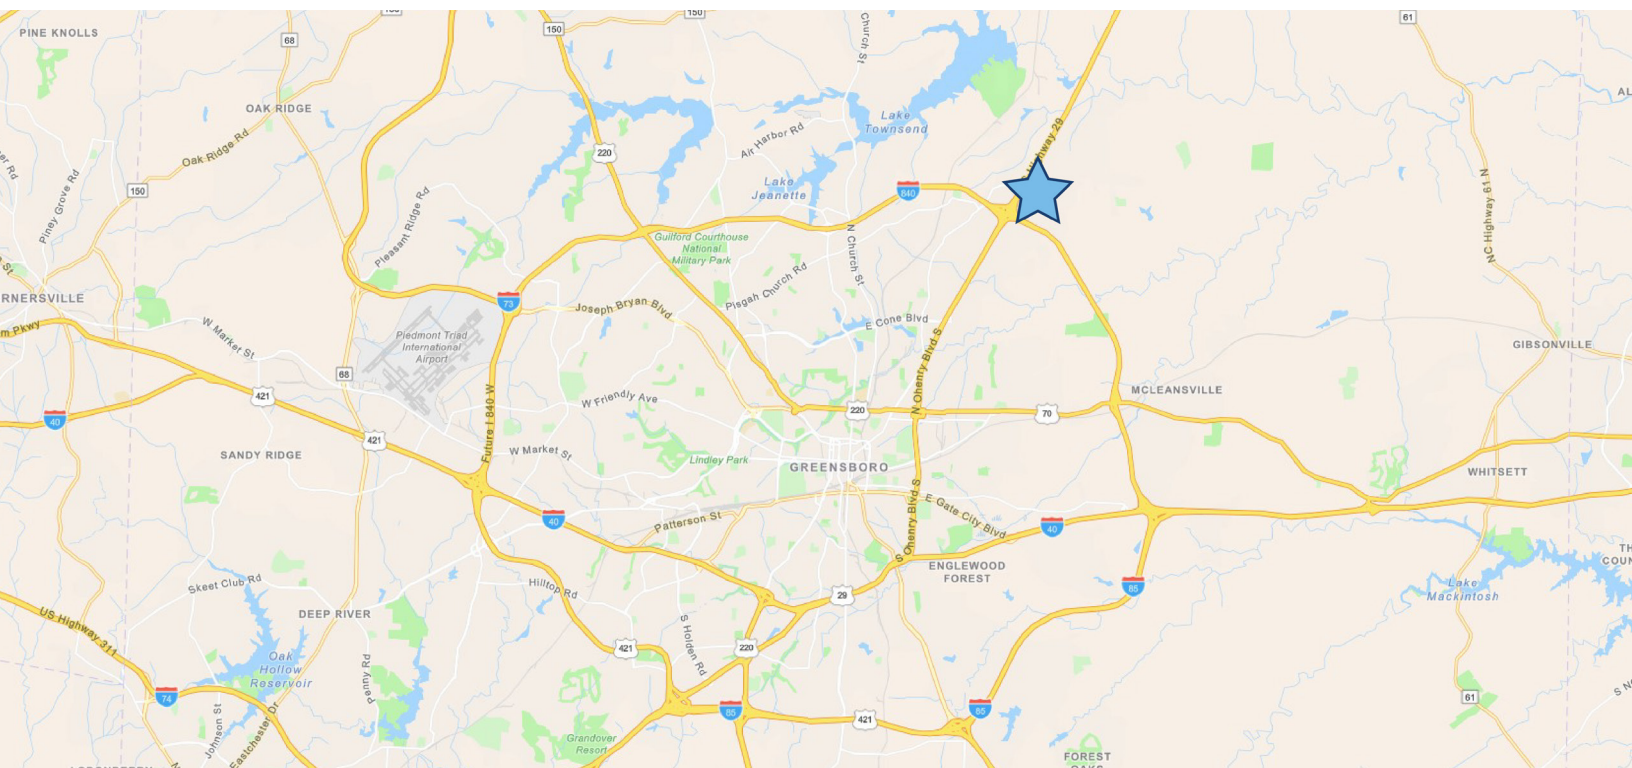 150
150
61
PINE KNOLLS
68
150
Church St
OAK RIDGE
Lake
Townsend
Oak Ridge Rd
Air Harbor Rd
Highway 29
220
Lake
Jeanette
840
150
Piney Grove Rd
Pleasant Ridge Rd
N C Highway 61 N
Guilford Courthouse
National
Military Park
N Church St
Pisgah Church Rd
RNERSVILLE
73
Joseph Bryan Blvd
E Cone Blvd
m Pkwy
W Market St
Piedmont Triad
International
Airport
GIBSONVILLE
N Ohenry Blvd S
68
MCLEANSVILLE
421
W Friendly Ave
220
70
40
Future I 840 W
421
W Market St
SANDY RIDGE
Lindley Park
GREENSBORO
WHITSETT
E Gate City Blvd
Patterson St
40
40
S Ohenry Blvd S
ENGLEWOOD
FOREST
85
Skeet Club Rd
Hilltop Rd
29
Lake
Mackintosh
DEEP RIVER
US Highway 311
S Holden Rd
421
220
Oak
Hollow
Reservoir
Penny Rd
74
61
85
85
421
Johnson St
Eastchester Dr
Grandover
Resort
FOREST